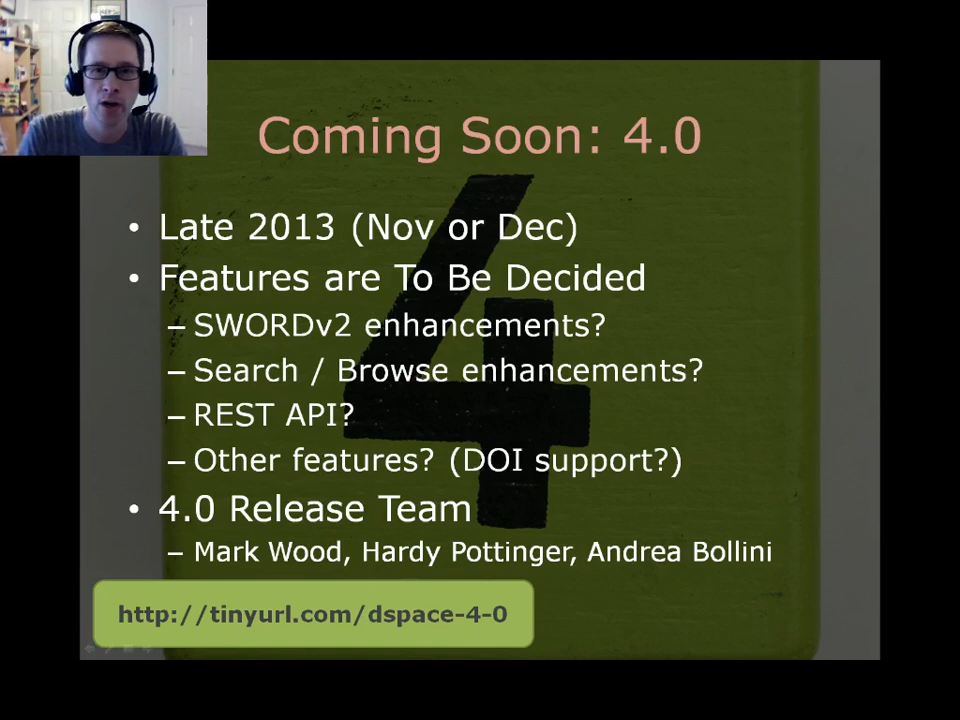 Coming Soon: 4.0
• Late 2013 (Nov or Dec)
• Features are To Be Decided
– SWORDv2 enhancements?
– Search / Browse enhancements?
– REST API?
– Other features? (DOI support?)
• 4.0 Release Team
– Mark Wood, Hardy Pottinger, Andrea Bollini
http://tinyurl.com/dspace-4-0
4